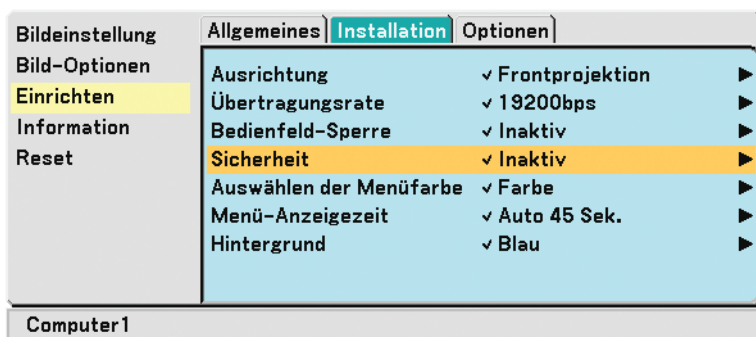 Bildeinstellung
Bild-Optionen
Einrichten
Information
Reset
Allgemeines Installation Optionen
Ausrichtung ✓ Frontprojektion ▶
Übertragungsrate ✓ 19200bps ▶
Bedienfeld-Sperre ✓ Inaktiv ▶
Sicherheit ✓ Inaktiv ▶
Auswählen der Menüfarbe ✓ Farbe ▶
Menü-Anzeigezeit ✓ Auto 45 Sek. ▶
Hintergrund ✓ Blau ▶
Computer1